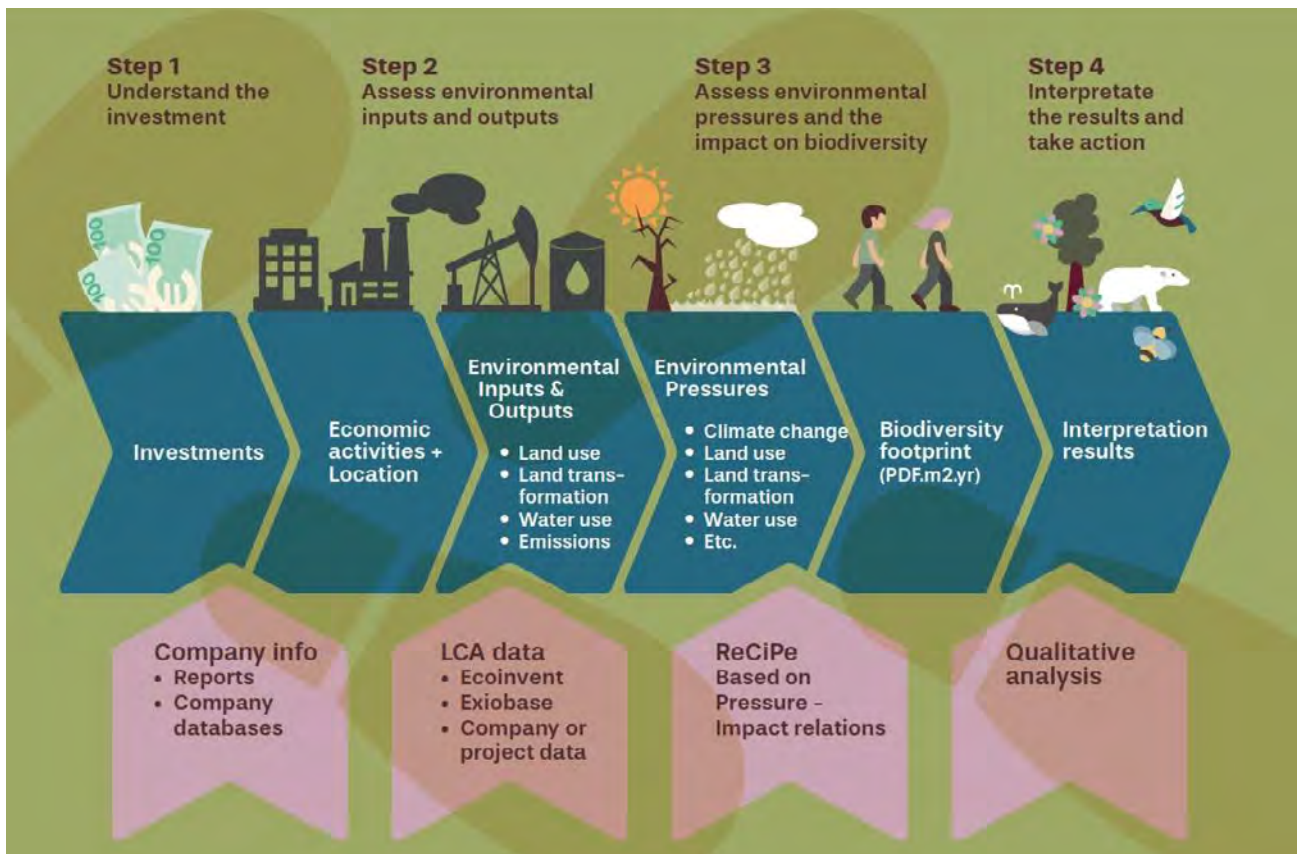 Step 1
Understand the
investment
Step 2
Assess environmental
inputs and outputs
Step 3
Assess environmental
pressures and the
impact on biodiversity
Step 4
Interpretate
the results and
take action
100
100
100
Investments
Economic
activities +
Location
Environmental
Inputs &
Outputs
• Land use
• Land trans-
formation
• Water use
• Emissions
Environmental
Pressures
• Climate change
• Land use
• Land trans-
formation
• Water use
• Etc.
Biodiversity
footprint
(PDF.m2.yr)
Interpretation
results
Company info
• Reports
• Company
databases
LCA data
• Ecoinvent
• Exiobase
• Company or
project data
ReCiPe
Based on
Pressure -
Impact relations
Qualitative
analysis